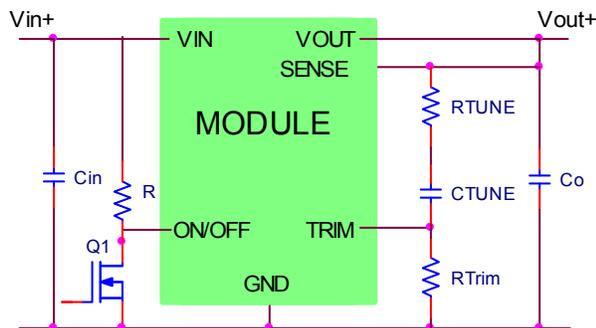 Vin+
Vout+
VIN
VOUT
SENSE
RTUNE
MODULE
Cin
R
CTUNE
Co
ON/OFF
TRIM
Q1
GND
RTrim